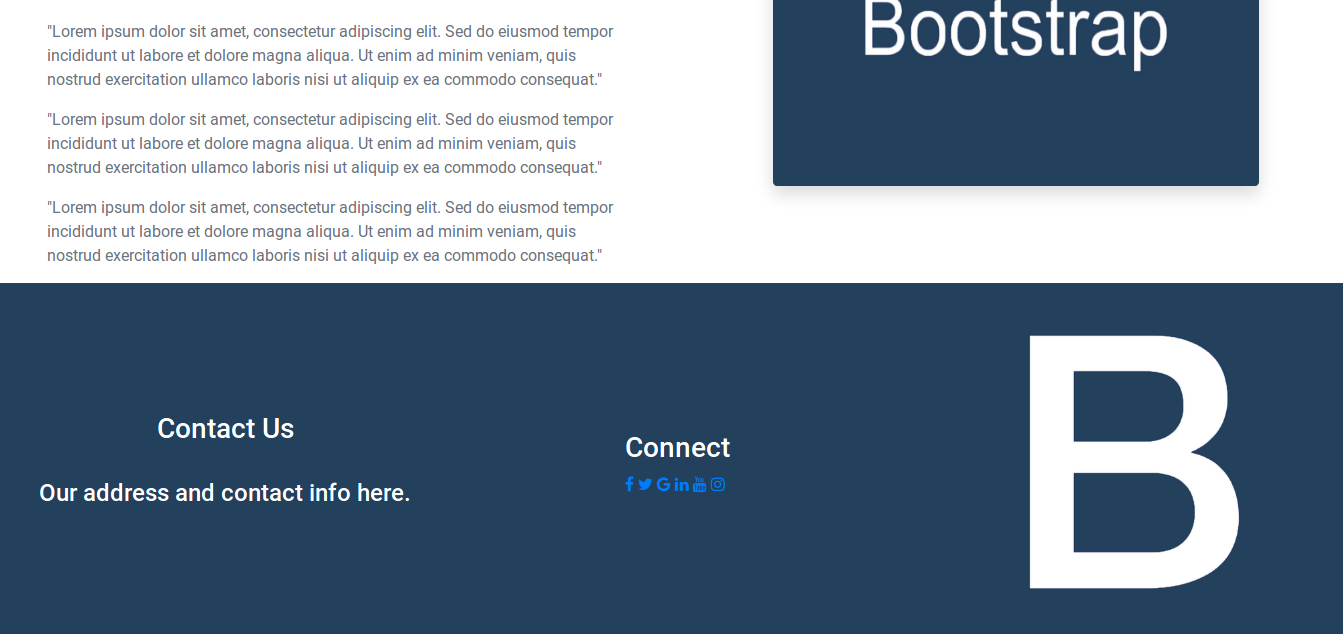 "Lorem ipsum dolor sit amet, consectetur adipiscing elit. Sed do eiusmod tempor
incididunt ut labore et dolore magna aliqua. Ut enim ad minim veniam, quis
nostrud exercitation ullamco laboris nisi ut aliquip ex ea commodo consequat."
"Lorem ipsum dolor sit amet, consectetur adipiscing elit. Sed do eiusmod tempor
incididunt ut labore et dolore magna aliqua. Ut enim ad minim veniam, quis
nostrud exercitation ullamco laboris nisi ut aliquip ex ea commodo consequat."
"Lorem ipsum dolor sit amet, consectetur adipiscing elit. Sed do eiusmod tempor
incididunt ut labore et dolore magna aliqua. Ut enim ad minim veniam, quis
nostrud exercitation ullamco laboris nisi ut aliquip ex ea commodo consequat."
Bootstrap
Contact Us
Our address and contact info here.
Connect
B